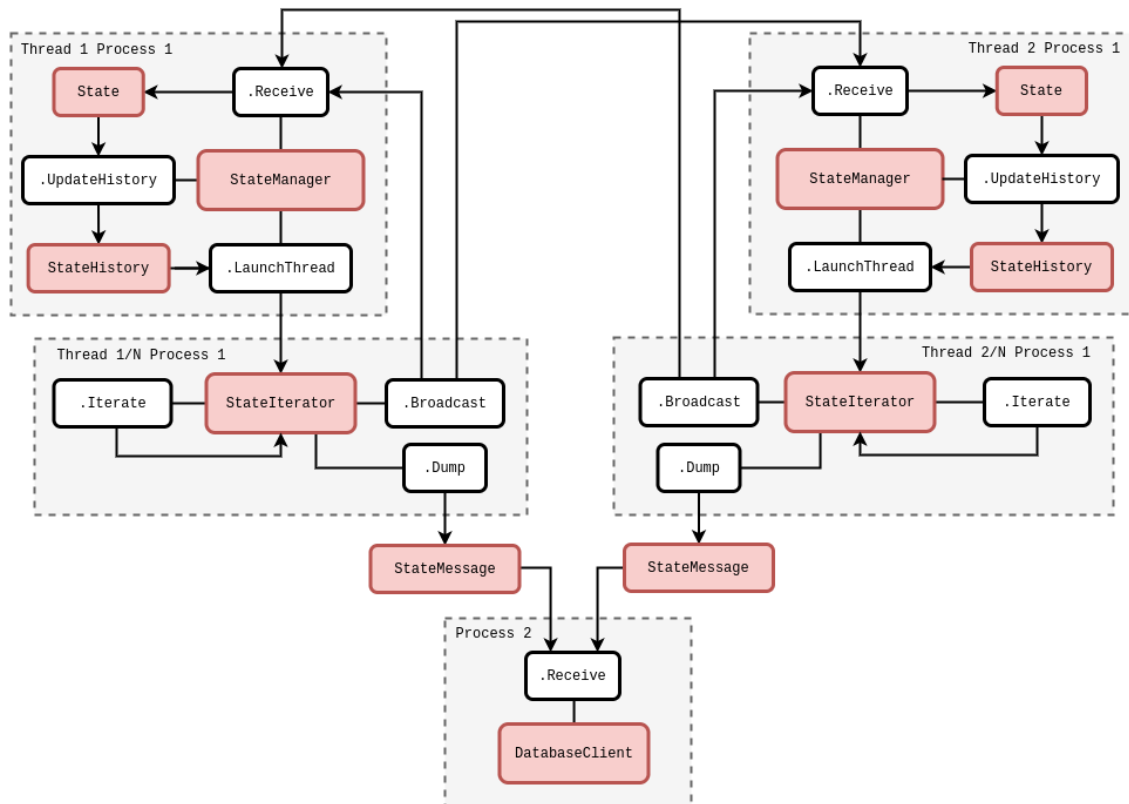 Thread 1 Process 1
Thread 2 Process 1
State
.Receive
.Receive
State
.UpdateHistory
StateManager
StateManager
.UpdateHistory
StateHistory
.LaunchThread
.LaunchThread
StateHistory
Thread 1/N Process 1
Thread 2/N Process 1
.Iterate
StateIterator
.Broadcast
.Broadcast
StateIterator
.Iterate
.Dump
.Dump
StateMessage
StateMessage
Process 2
.Receive
DatabaseClient